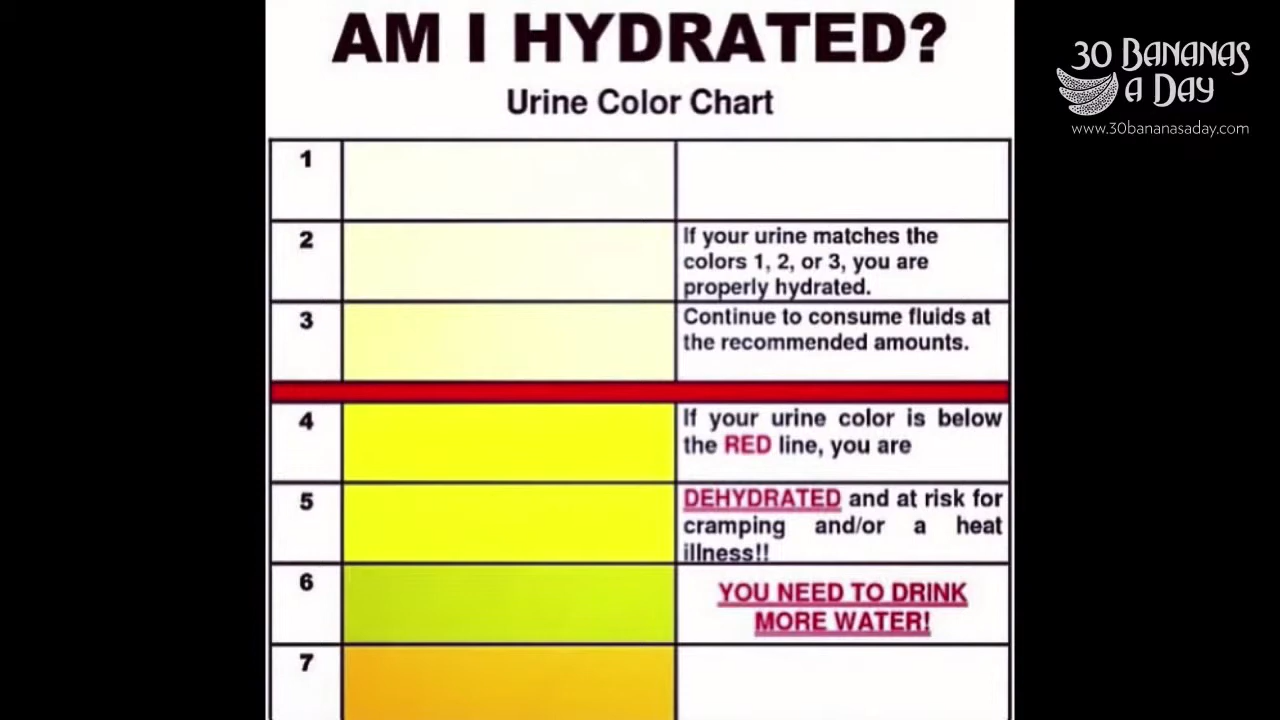 AM I HYDRATED?
Urine Color Chart
30 BANANAS
A DAY
www.30bananasaday.com
1
2
If your urine matches the
colors 1, 2, or 3, you are
properly hydrated.
3
Continue to consume fluids at
the recommended amounts.
4
If your urine color is below
the RED line, you are
5
DEHYDRATED and at risk for
cramping and/or a heat
illness!!
6
YOU NEED TO DRINK
MORE WATER!
7